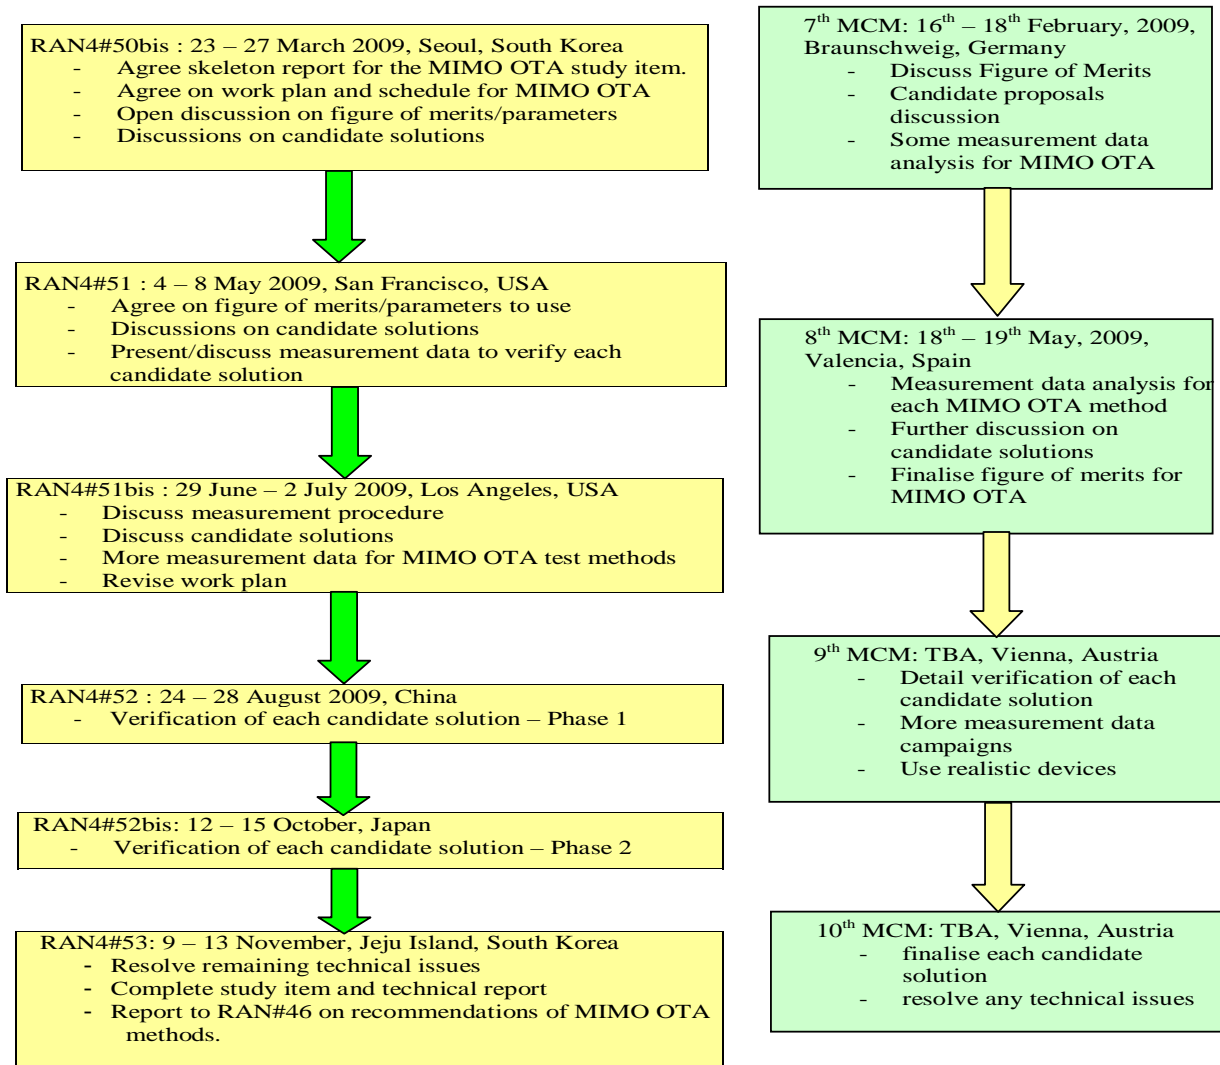 RAN4#50bis : 23 – 27 March 2009, Seoul, South Korea
- Agree skeleton report for the MIMO OTA study item.
- Agree on work plan and schedule for MIMO OTA
- Open discussion on figure of merits/parameters
- Discussions on candidate solutions
RAN4#51 : 4 – 8 May 2009, San Francisco, USA
- Agree on figure of merits/parameters to use
- Discussions on candidate solutions
- Present/discuss measurement data to verify each
candidate solution
RAN4#51bis : 29 June – 2 July 2009, Los Angeles, USA
- Discuss measurement procedure
- Discuss candidate solutions
- More measurement data for MIMO OTA test methods
- Revise work plan
RAN4#52 : 24 – 28 August 2009, China
- Verification of each candidate solution – Phase 1
RAN4#52bis: 12 – 15 October, Japan
- Verification of each candidate solution – Phase 2
RAN4#53: 9 – 13 November, Jeju Island, South Korea
- Resolve remaining technical issues
- Complete study item and technical report
- Report to RAN#46 on recommendations of MIMO OTA
methods.
7th MCM: 16th – 18th February, 2009,
Braunschweig, Germany
- Discuss Figure of Merits
- Candidate proposals
discussion
- Some measurement data
analysis for MIMO OTA
8th MCM: 18th – 19th May, 2009,
Valencia, Spain
- Measurement data analysis for
each MIMO OTA method
- Further discussion on
candidate solutions
- Finalise figure of merits for
MIMO OTA
9th MCM: TBA, Vienna, Austria
- Detail verification of each
candidate solution
- More measurement data
campaigns
- Use realistic devices
10th MCM: TBA, Vienna, Austria
- finalise each candidate
solution
- resolve any technical issues